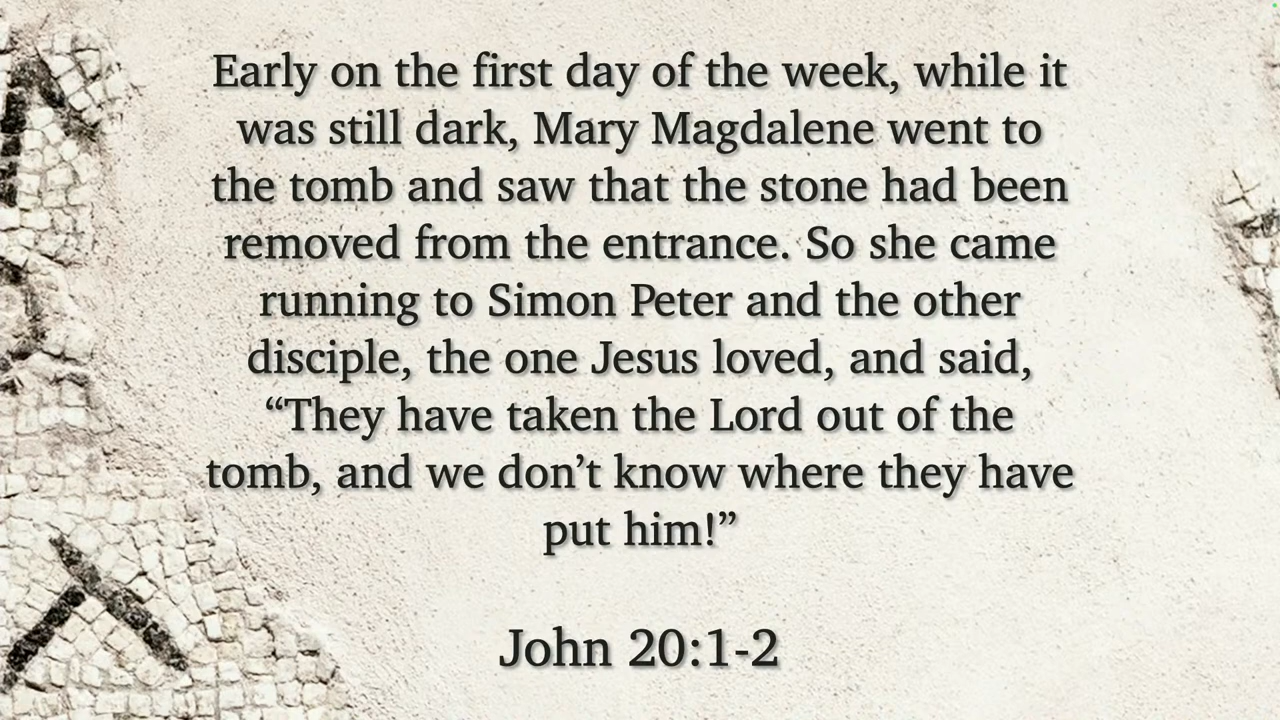 Early on the first day of the week, while it
was still dark, Mary Magdalene went to
the tomb and saw that the stone had been
removed from the entrance. So she came
running to Simon Peter and the other
disciple, the one Jesus loved, and said,
“They have taken the Lord out of the
tomb, and we don’t know where they have
put him!”
John 20:1-2